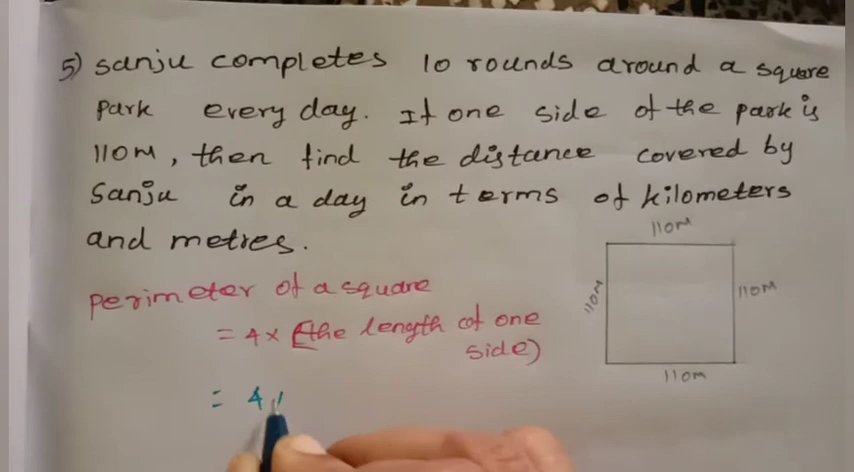 5) Sanju completes 10 rounds around a square
Park every day. If one side of the park is
110M, then find the distance covered by
Sanju in a day in terms of kilometers
and metres.
110M
110M
110M
110M
Perimeter of a square
= 4 × (the length of one
side)
= 4